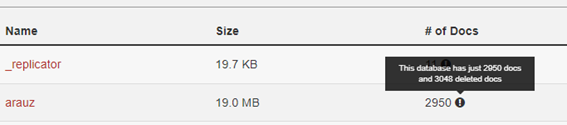 Name Size # of Docs
_replicator 19.7 KB
This database has just 2950 docs
and 3048 deleted docs
arauz 19.0 MB 2950